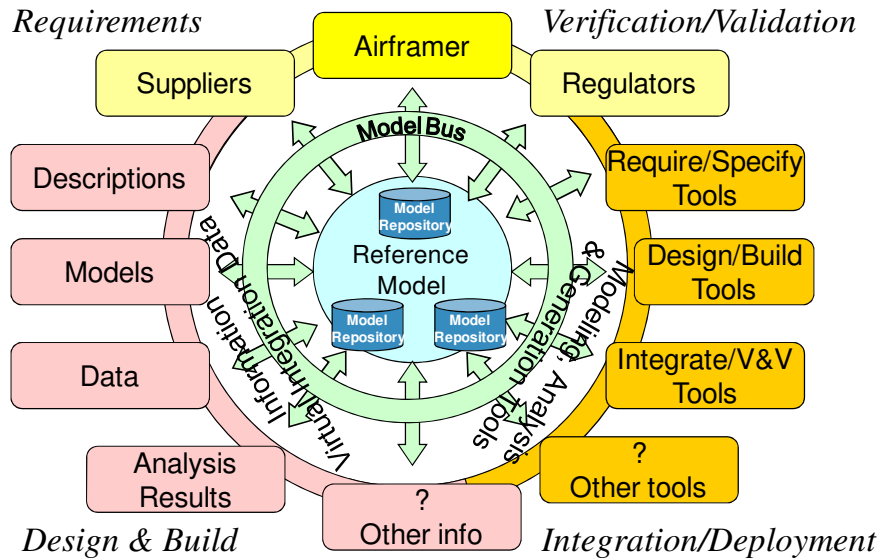 Requirements
Verification/Validation
Airframer
Suppliers
Regulators
Model Bus
Descriptions
Require/Specify
Tools
Model
Repository
Reference
Model
Models
Design/Build
Tools
Model
Repository
Model
Repository
Data
Integrate/V&V
Tools
Information / Data
Virtual Integration
Modeling, Analysis
& Generation Tools
Analysis
Results
?
Other info
?
Other tools
Design & Build
Integration/Deployment